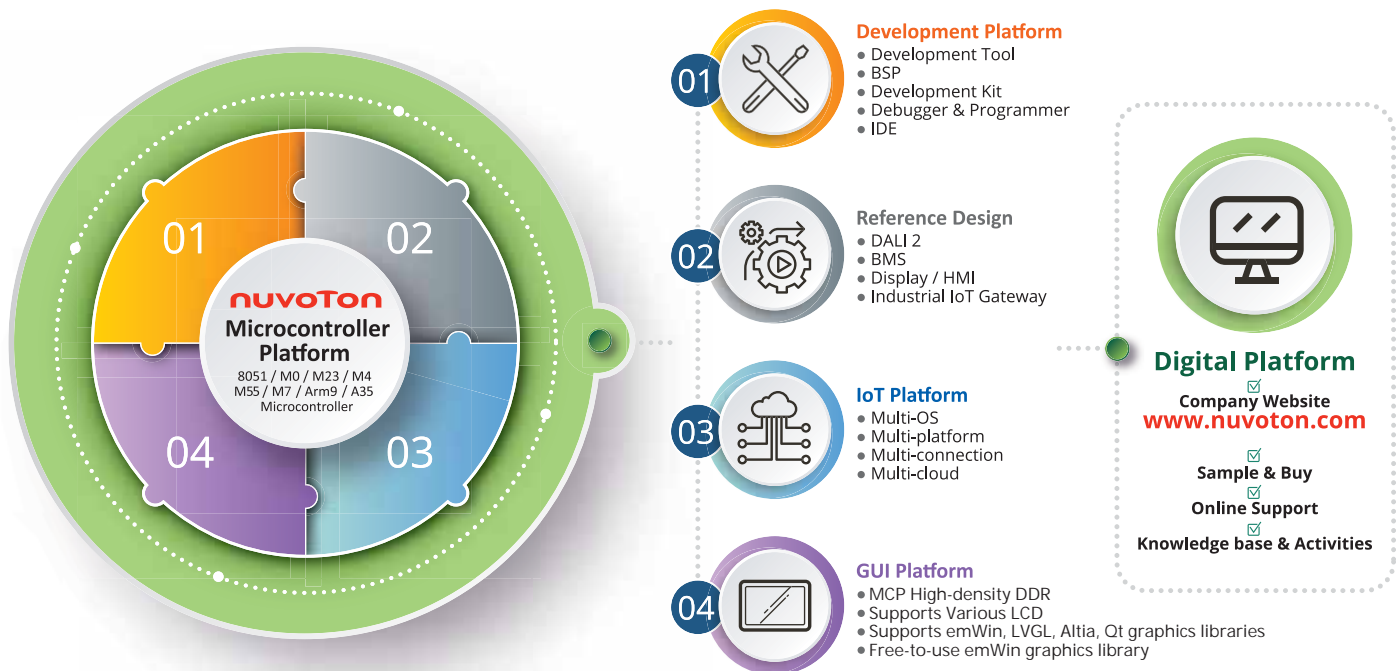 01
02
03
04
nuvoTon
Microcontroller
Platform
8051 / M0 / M23 / M4
M55 / M7 / Arm9 / A35
Microcontroller
01
Development Platform
• Development Tool
• BSP
• Development Kit
• Debugger & Programmer
• IDE
02
Reference Design
• DALI 2
• BMS
• Display / HMI
• Industrial IoT Gateway
03
IoT Platform
• Multi-OS
• Multi-platform
• Multi-connection
• Multi-cloud
04
GUI Platform
• MCP High-density DDR
• Supports Various LCD
• Supports emWin, LVGL, Altia, Qt graphics libraries
• Free-to-use emWin graphics library
Digital Platform
Company Website
www.nuvoton.com
Sample & Buy
Online Support
Knowledge base & Activities